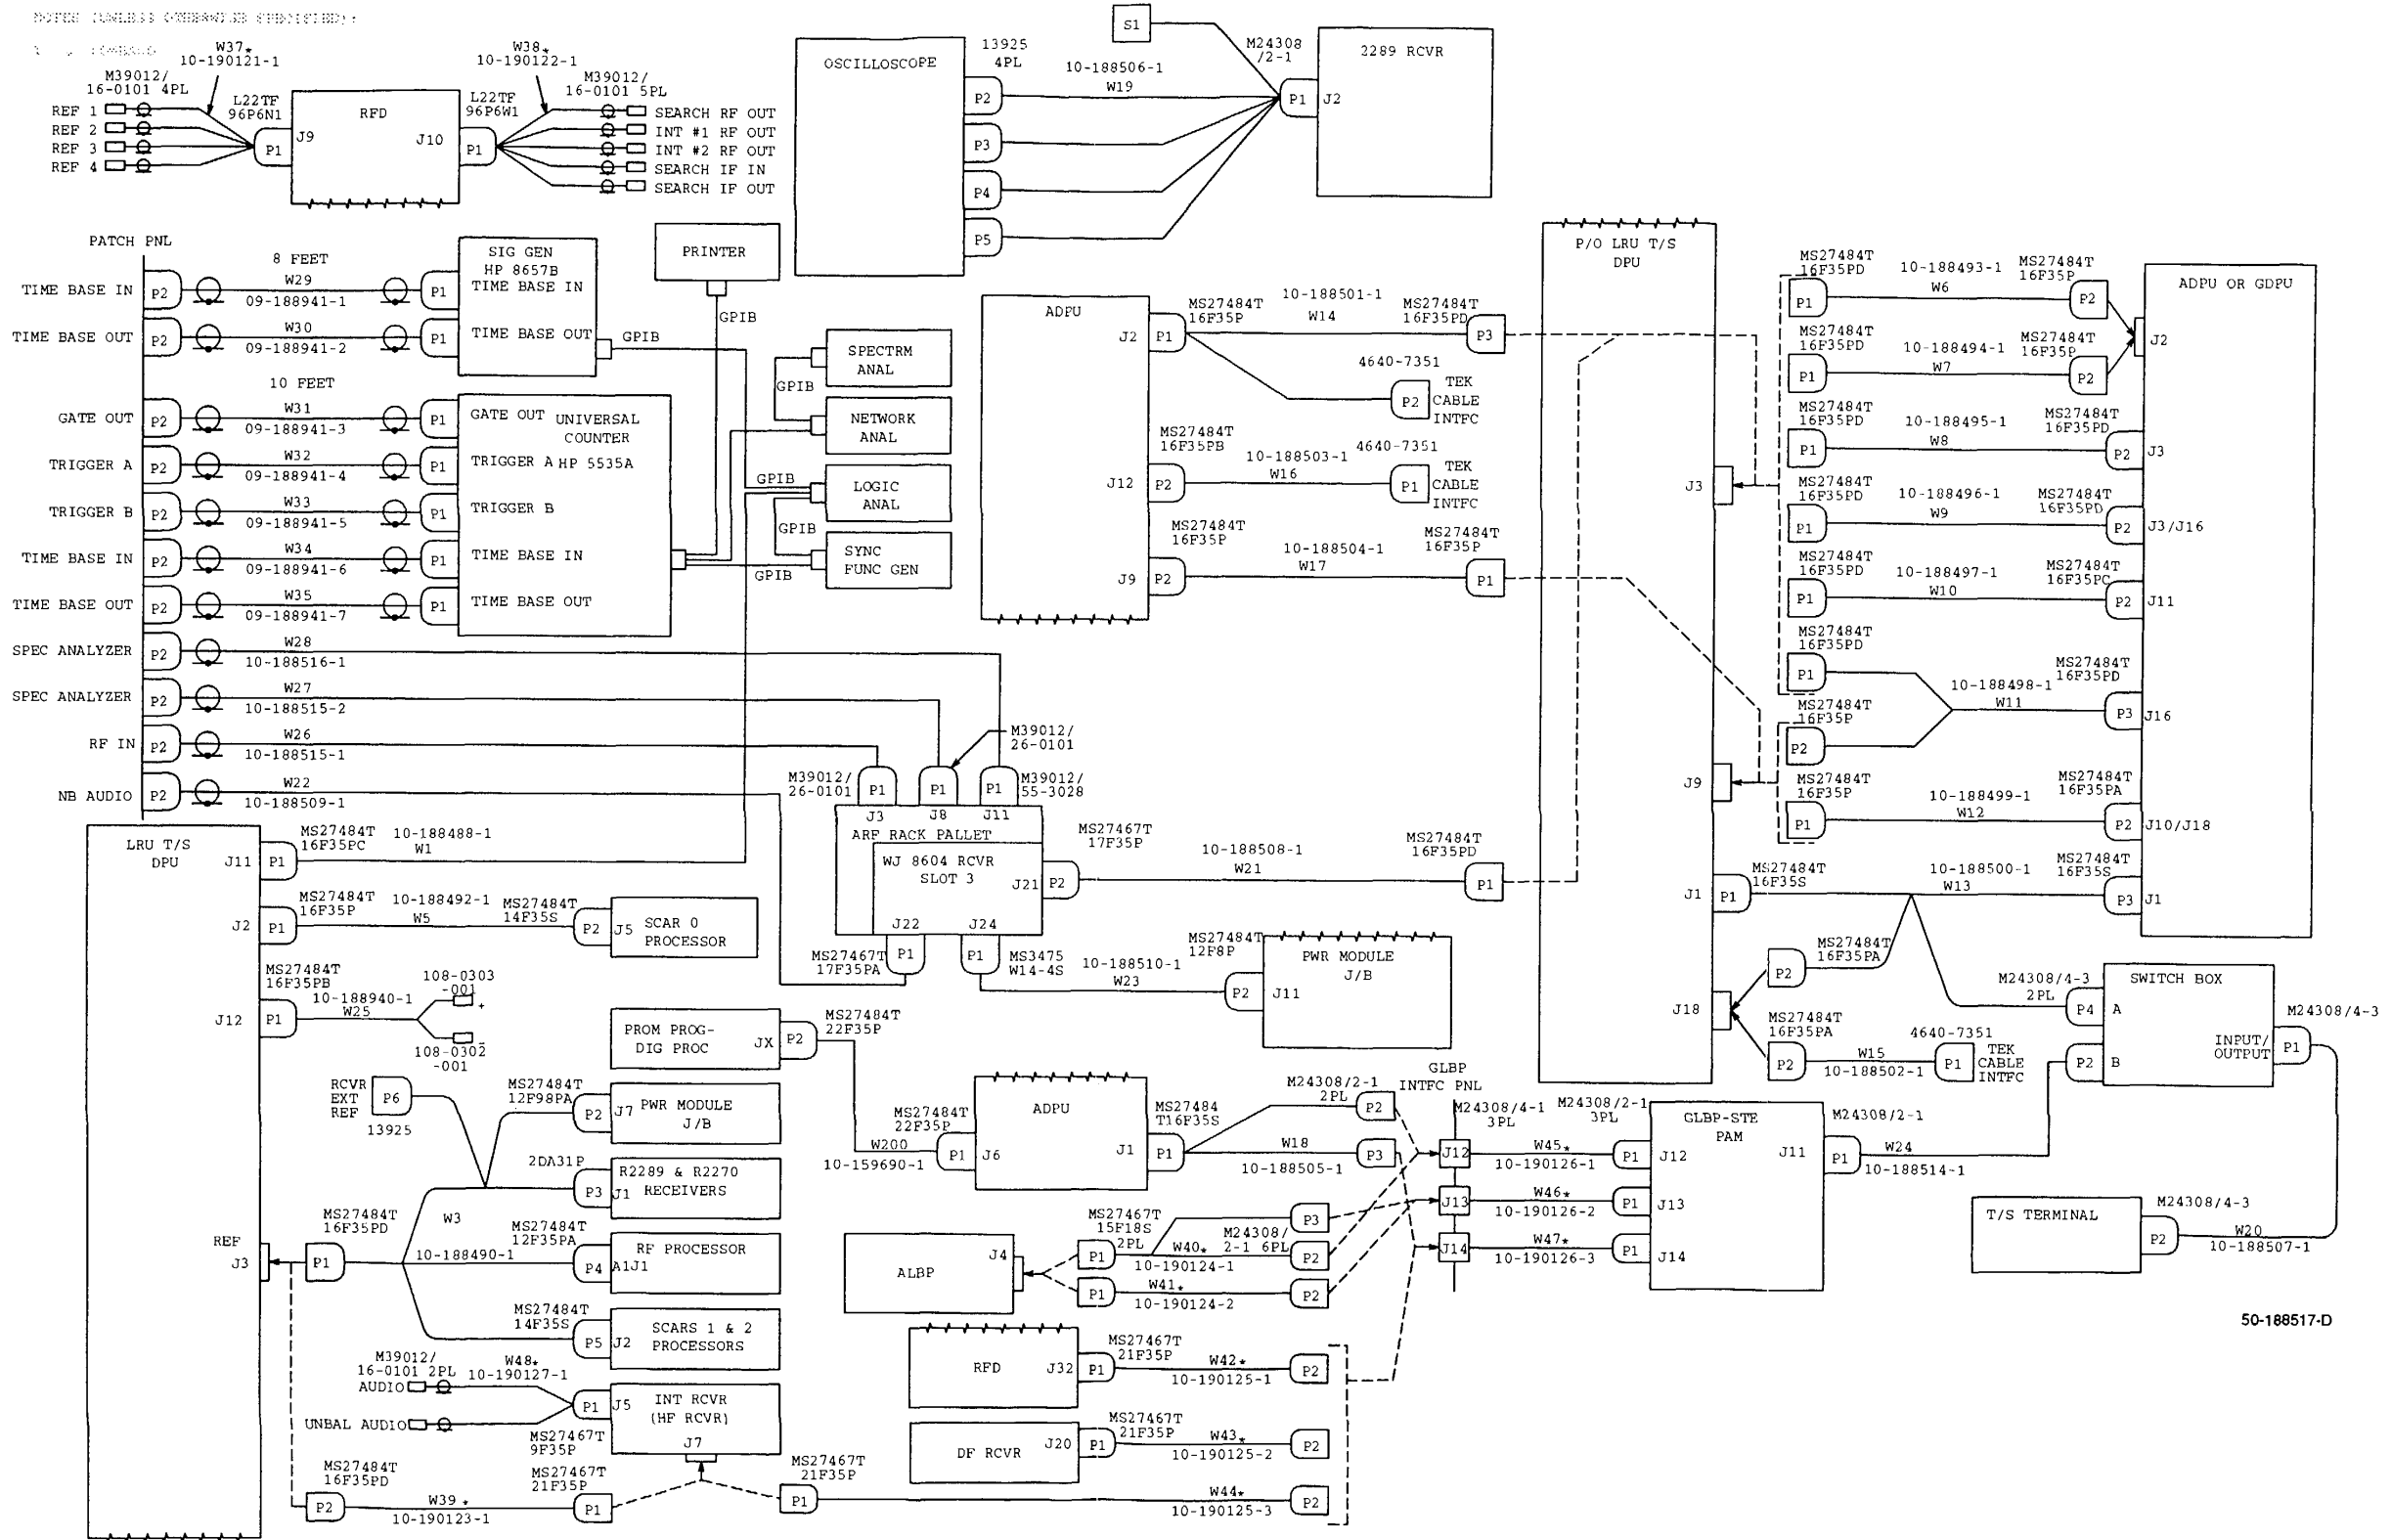 NOTES (UNLESS OTHERWISE SPECIFIED):
W37*
10-190121-1
M39012/
16-0101 4PL
REF 1
REF 2
REF 3
REF 4
L22TF
96P6N1
P1
J9
RFD
J10
P1
L22TF
96P6W1
W38*
10-190122-1
M39012/
16-0101 5PL
SEARCH RF OUT
INT #1 RF OUT
INT #2 RF OUT
SEARCH IF IN
SEARCH IF OUT
OSCILLOSCOPE
13925
4PL
P2
P3
P4
P5
10-188506-1
W19
S1
M24308
/2-1
P1
J2
2289 RCVR
PATCH PNL
TIME BASE IN
P2
8 FEET
W29
09-188941-1
P1
SIG GEN
HP 8657B
TIME BASE IN
TIME BASE OUT
P2
W30
09-188941-2
P1
TIME BASE OUT
GPIB
10 FEET
GATE OUT
P2
W31
09-188941-3
P1
GATE OUT
UNIVERSAL
COUNTER
TRIGGER A
P2
W32
09-188941-4
P1
TRIGGER A
HP 5535A
TRIGGER B
P2
W33
09-188941-5
P1
TRIGGER B
TIME BASE IN
P2
W34
09-188941-6
P1
TIME BASE IN
TIME BASE OUT
P2
W35
09-188941-7
P1
TIME BASE OUT
SPEC ANALYZER
P2
W28
10-188516-1
SPEC ANALYZER
P2
W27
10-188515-2
RF IN
P2
W26
10-188515-1
NB AUDIO
P2
W22
10-188509-1
PRINTER
GPIB
SPECTRM
ANAL
GPIB
NETWORK
ANAL
GPIB
LOGIC
ANAL
GPIB
SYNC
FUNC GEN
GPIB
ADPU
J2
P1
MS27484T
16F35P
10-188501-1
W14
MS27484T
16F35PD
P3
4640-7351
P2
TEK
CABLE
INTFC
J12
P2
MS27484T
16F35PB
10-188503-1
W16
4640-7351
P1
TEK
CABLE
INTFC
J9
P2
MS27484T
16F35P
10-188504-1
W17
MS27484T
16F35P
P1
P/O LRU T/S
DPU
J3
J9
J1
J18
MS27484T
16F35PD
P1
10-188493-1
W6
MS27484T
16F35P
P2
MS27484T
16F35PD
P1
10-188494-1
W7
MS27484T
16F35P
P2
J2
ADPU OR GDPU
MS27484T
16F35PD
P1
10-188495-1
W8
MS27484T
16F35PD
P2
J3
MS27484T
16F35PD
P1
10-188496-1
W9
MS27484T
16F35PD
P2
J3/J16
MS27484T
16F35PD
P1
10-188497-1
W10
MS27484T
16F35PC
P2
J11
MS27484T
16F35PD
P1
MS27484T
16F35P
P2
10-188498-1
W11
MS27484T
16F35PD
P3
J16
MS27484T
16F35P
P1
10-188499-1
W12
MS27484T
16F35PA
P2
J10/J18
P1
MS27484T
16F35S
10-188500-1
W13
MS27484T
16F35S
P3
J1
P2
MS27484T
16F35PA
M24308/4-3
2PL
P4
A
SWITCH BOX
INPUT/
OUTPUT
P1
M24308/4-3
P2
B
MS27484T
16F35PA
P2
W15
10-188502-1
4640-7351
P1
TEK
CABLE
INTFC
M39012/
26-0101
P1
J3
P1
J8
M39012/
26-0101
P1
J11
M39012/
55-3028
ARF RACK PALLET
WJ 8604 RCVR
SLOT 3
J21
P2
MS27467T
17F35P
10-188508-1
W21
MS27484T
16F35PD
P1
J22
P1
MS27467T
17F35PA
J24
P1
MS3475
W14-4S
10-188510-1
W23
MS27484T
12F8P
P2
J11
PWR MODULE
J/B
LRU T/S
DPU
J11
P1
MS27484T
16F35PC
10-188488-1
W1
J2
P1
MS27484T
16F35P
10-188492-1
W5
MS27484T
14F35S
P2
J5
SCAR 0
PROCESSOR
J12
P1
MS27484T
16F35PB
10-188940-1
W25
108-0303
-001
+
-
108-0302
-001
RCVR
EXT
REF
P6
13925
MS27484T
12F98PA
P2
J7
PWR MODULE
J/B
2DA31P
P3
J1
R2289 & R2270
RECEIVERS
W3
REF
J3
P1
MS27484T
16F35PD
10-188490-1
MS27484T
12F35PA
P4
A1J1
RF PROCESSOR
MS27484T
14F35S
P5
J2
SCARS 1 & 2
PROCESSORS
M39012/
16-0101 2PL
AUDIO
UNBAL AUDIO
W48*
10-190127-1
P1
MS27467T
9F35P
J5
INT RCVR
(HF RCVR)
J7
MS27484T
16F35PD
P2
W39 *
10-190123-1
MS27467T
21F35P
P1
MS27467T
21F35P
P1
W44*
10-190125-3
P2
PROM PROG-
DIG PROC
JX
P2
MS27484T
22F35P
MS27484T
22F35P
W200
10-159690-1
P1
J6
ADPU
J1
P1
MS27484
T16F35S
M24308/2-1
2PL
P2
W18
10-188505-1
P3
GLBP
INTFC PNL
J12
J13
J14
M24308/4-1
3PL
M24308/2-1
3PL
W45*
10-190126-1
P1
J12
W46*
10-190126-2
P1
J13
W47*
10-190126-3
P1
J14
GLBP-STE
PAM
J11
P1
M24308/2-1
W24
10-188514-1
T/S TERMINAL
P2
M24308/4-3
W20
10-188507-1
ALBP
J4
MS27467T
15F18S
2PL
P1
M24308/
2-1 6PL
P3
W40*
10-190124-1
P2
P1
W41*
10-190124-2
P2
RFD
J32
P1
MS27467T
21F35P
W42*
10-190125-1
P2
DF RCVR
J20
P1
MS27467T
21F35P
W43*
10-190125-2
P2
50-188517-D